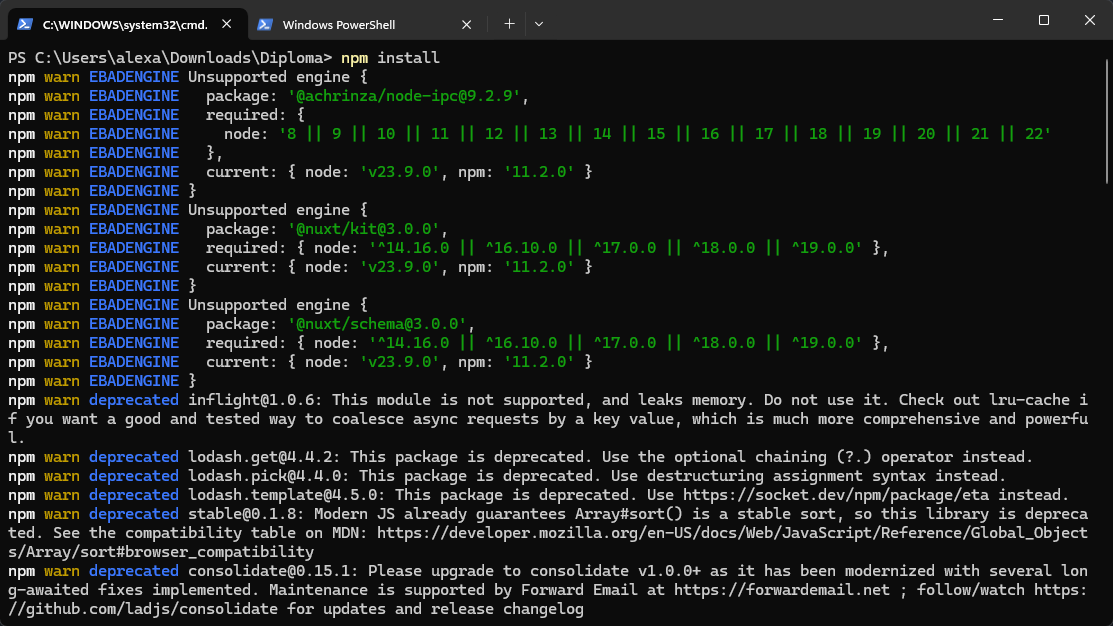 C:\WINDOWS\system32\cmd.
Windows PowerShell
PS C:\Users\alexa\Downloads\Diploma> npm install
npm warn EBADENGINE Unsupported engine {
npm warn EBADENGINE   package: '@achrinza/node-ipc@9.2.9',
npm warn EBADENGINE   required: {
npm warn EBADENGINE     node: '8 || 9 || 10 || 11 || 12 || 13 || 14 || 15 || 16 || 17 || 18 || 19 || 20 || 21 || 22'
npm warn EBADENGINE   },
npm warn EBADENGINE   current: { node: 'v23.9.0', npm: '11.2.0' }
npm warn EBADENGINE }
npm warn EBADENGINE Unsupported engine {
npm warn EBADENGINE   package: '@nuxt/kit@3.0.0',
npm warn EBADENGINE   required: { node: '^14.16.0 || ^16.10.0 || ^17.0.0 || ^18.0.0 || ^19.0.0' },
npm warn EBADENGINE   current: { node: 'v23.9.0', npm: '11.2.0' }
npm warn EBADENGINE }
npm warn EBADENGINE Unsupported engine {
npm warn EBADENGINE   package: '@nuxt/schema@3.0.0',
npm warn EBADENGINE   required: { node: '^14.16.0 || ^16.10.0 || ^17.0.0 || ^18.0.0 || ^19.0.0' },
npm warn EBADENGINE   current: { node: 'v23.9.0', npm: '11.2.0' }
npm warn EBADENGINE }
npm warn deprecated inflight@1.0.6: This module is not supported, and leaks memory. Do not use it. Check out lru-cache i
f you want a good and tested way to coalesce async requests by a key value, which is much more comprehensive and powerfu
l.
npm warn deprecated lodash.get@4.4.2: This package is deprecated. Use the optional chaining (?.) operator instead.
npm warn deprecated lodash.pick@4.4.0: This package is deprecated. Use destructuring assignment syntax instead.
npm warn deprecated lodash.template@4.5.0: This package is deprecated. Use https://socket.dev/npm/package/eta instead.
npm warn deprecated stable@0.1.8: Modern JS already guarantees Array#sort() is a stable sort, so this library is depreca
ted. See the compatibility table on MDN: https://developer.mozilla.org/en-US/docs/Web/JavaScript/Reference/Global_Object
s/Array/sort#browser_compatibility
npm warn deprecated consolidate@0.15.1: Please upgrade to consolidate v1.0.0+ as it has been modernized with several lon
g-awaited fixes implemented. Maintenance is supported by Forward Email at https://forwardemail.net ; follow/watch https:
//github.com/ladjs/consolidate for updates and release changelog